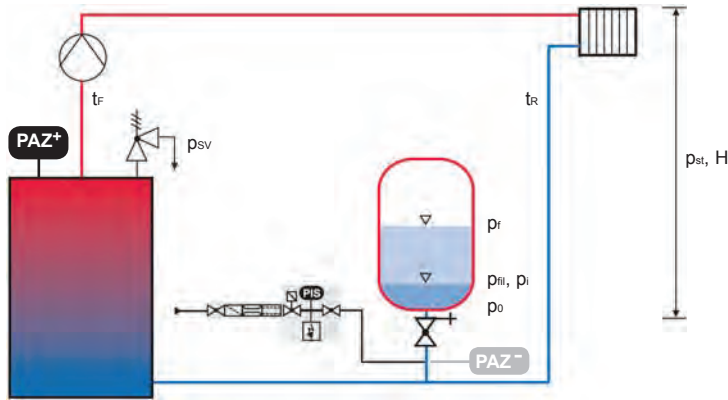 tF
tR
PAZ+
pSV
pst, H
pf
pfil, pi
PIS
p0
PAZ –